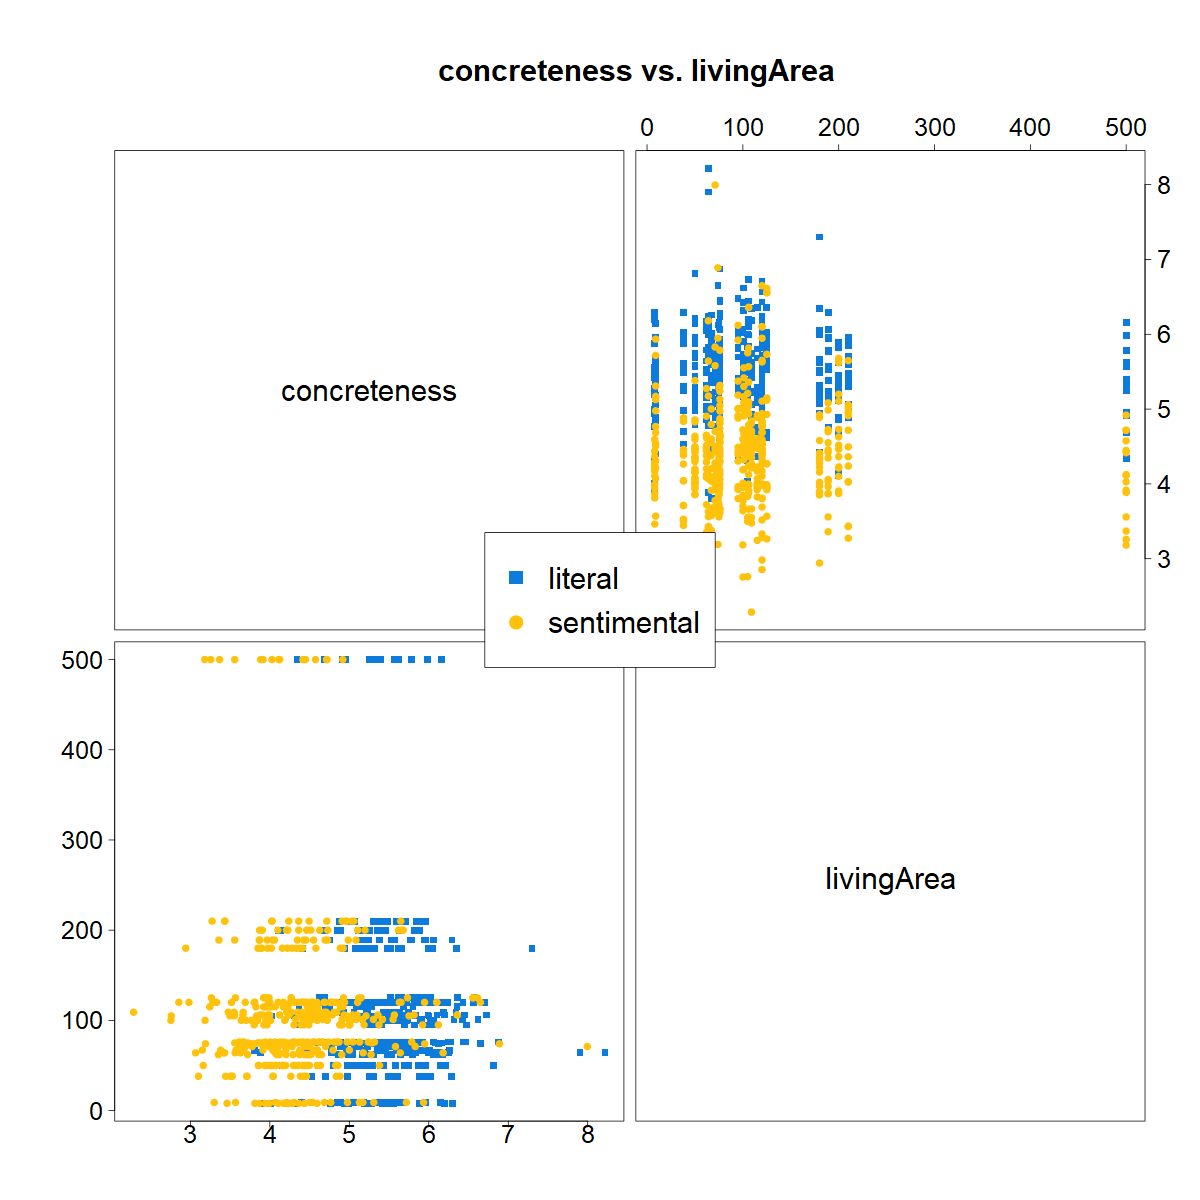 concreteness vs. livingArea
0 100 200 300 400 500
concreteness
8
7
6
5
4
3
literal
sentimental
500
400
300
200
100
0
livingArea
3 4 5 6 7 8